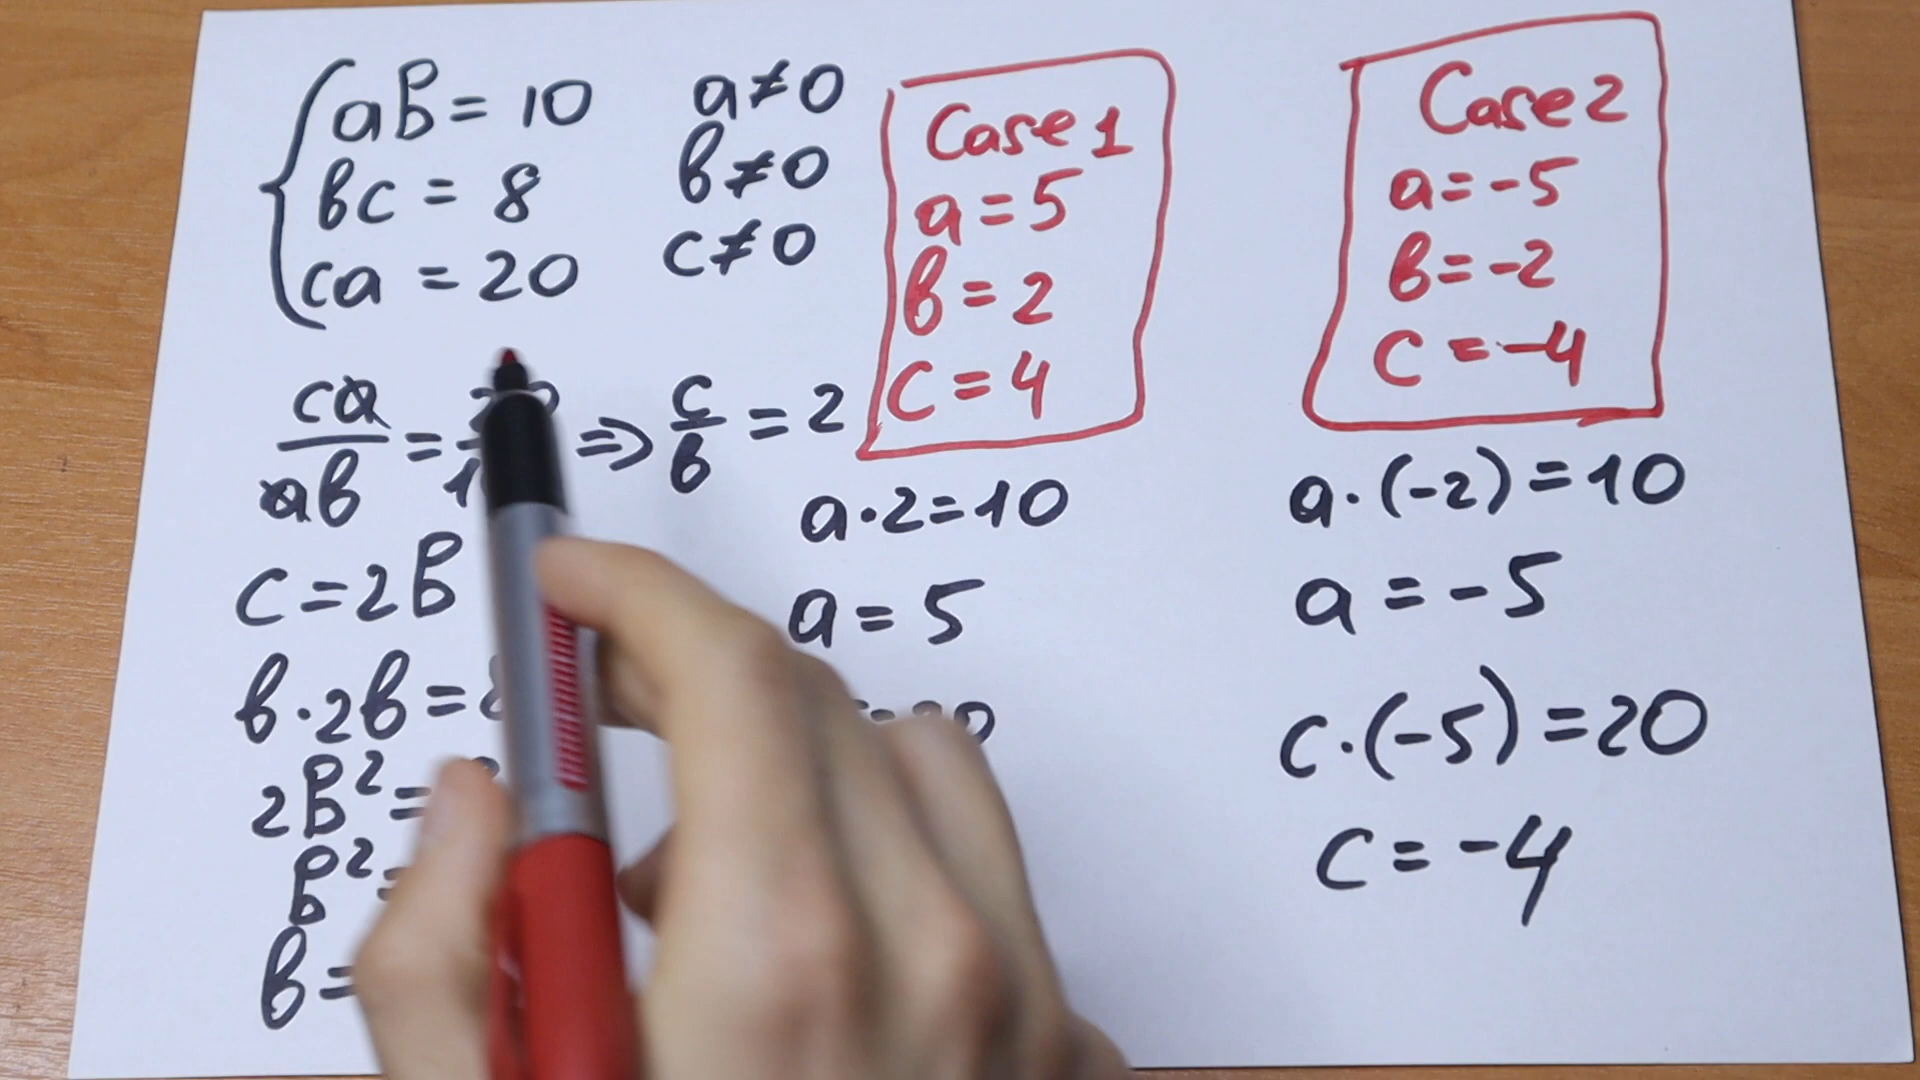 ab = 10
bc = 8
ca = 20
a ≠ 0
b ≠ 0
c ≠ 0
ca/ab = ⇒ c/b = 2
c = 2b
b · 2b =
2b² =
b² =
b =
Case 1
a = 5
b = 2
c = 4
a · 2 = 10
a = 5
Case 2
a = -5
b = -2
c = -4
a · (-2) = 10
a = -5
c · (-5) = 20
c = -4